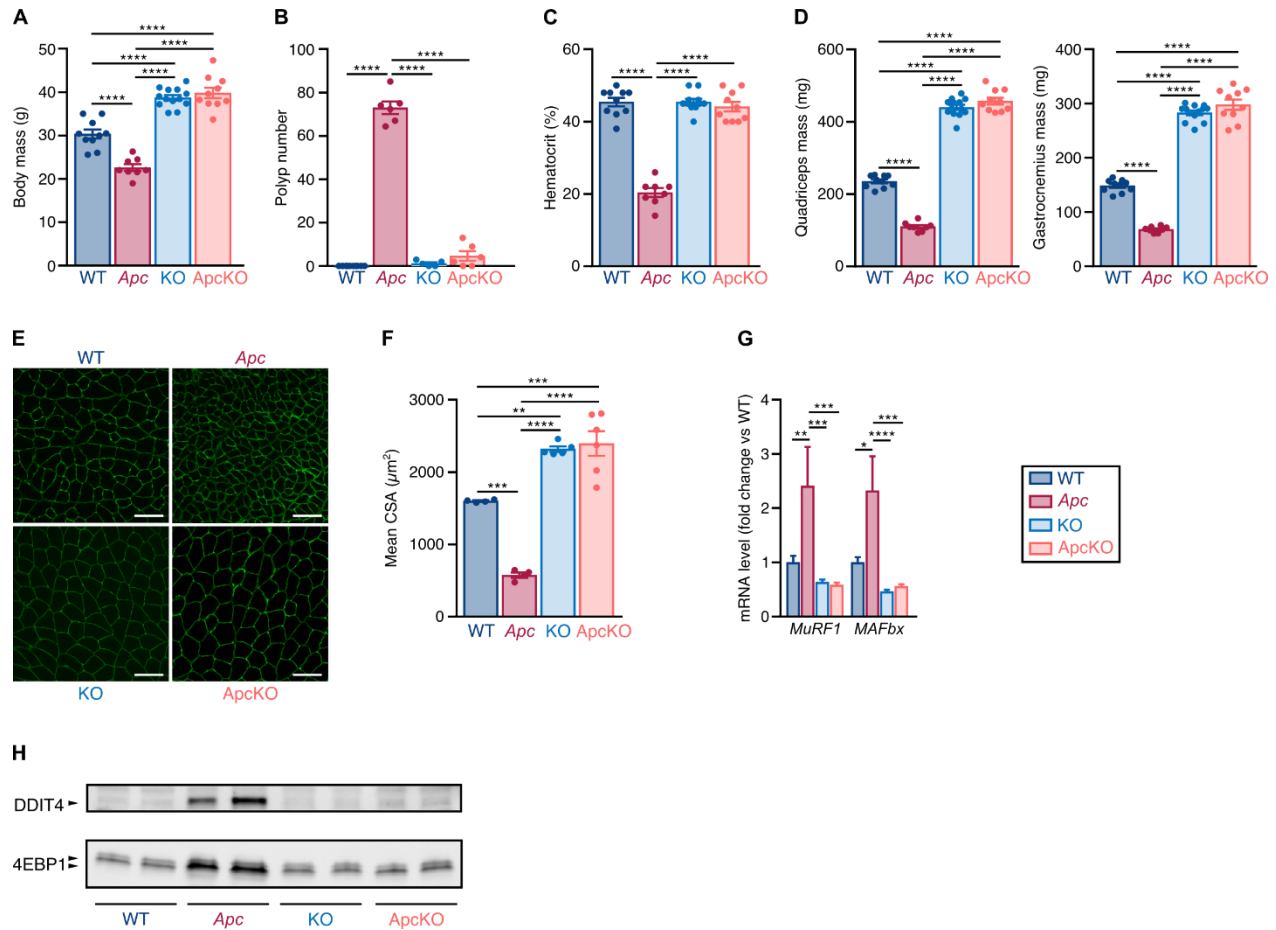 A
Body mass (g)
50
40
30
20
10
0
****
****
****
****
****
WT
Apc
KO
ApcKO
B
Polyp number
100
80
60
40
20
0
****
****
****
WT
Apc
KO
ApcKO
C
Hematocrit (%)
60
40
20
0
****
****
****
WT
Apc
KO
ApcKO
D
Quadriceps mass (mg)
600
400
200
0
****
****
****
****
****
WT
Apc
KO
ApcKO
Gastrocnemius mass (mg)
400
300
200
100
0
****
****
****
****
****
WT
Apc
KO
ApcKO
E
WT
Apc
KO
ApcKO
F
Mean CSA (µm²)
3000
2000
1000
0
***
****
**
****
***
WT
Apc
KO
ApcKO
G
mRNA level (fold change vs WT)
4
3
2
1
0
***
***
**
***
****
*
MuRF1
MAFbx
WT
Apc
KO
ApcKO
H
DDIT4
4EBP1
WT
Apc
KO
ApcKO